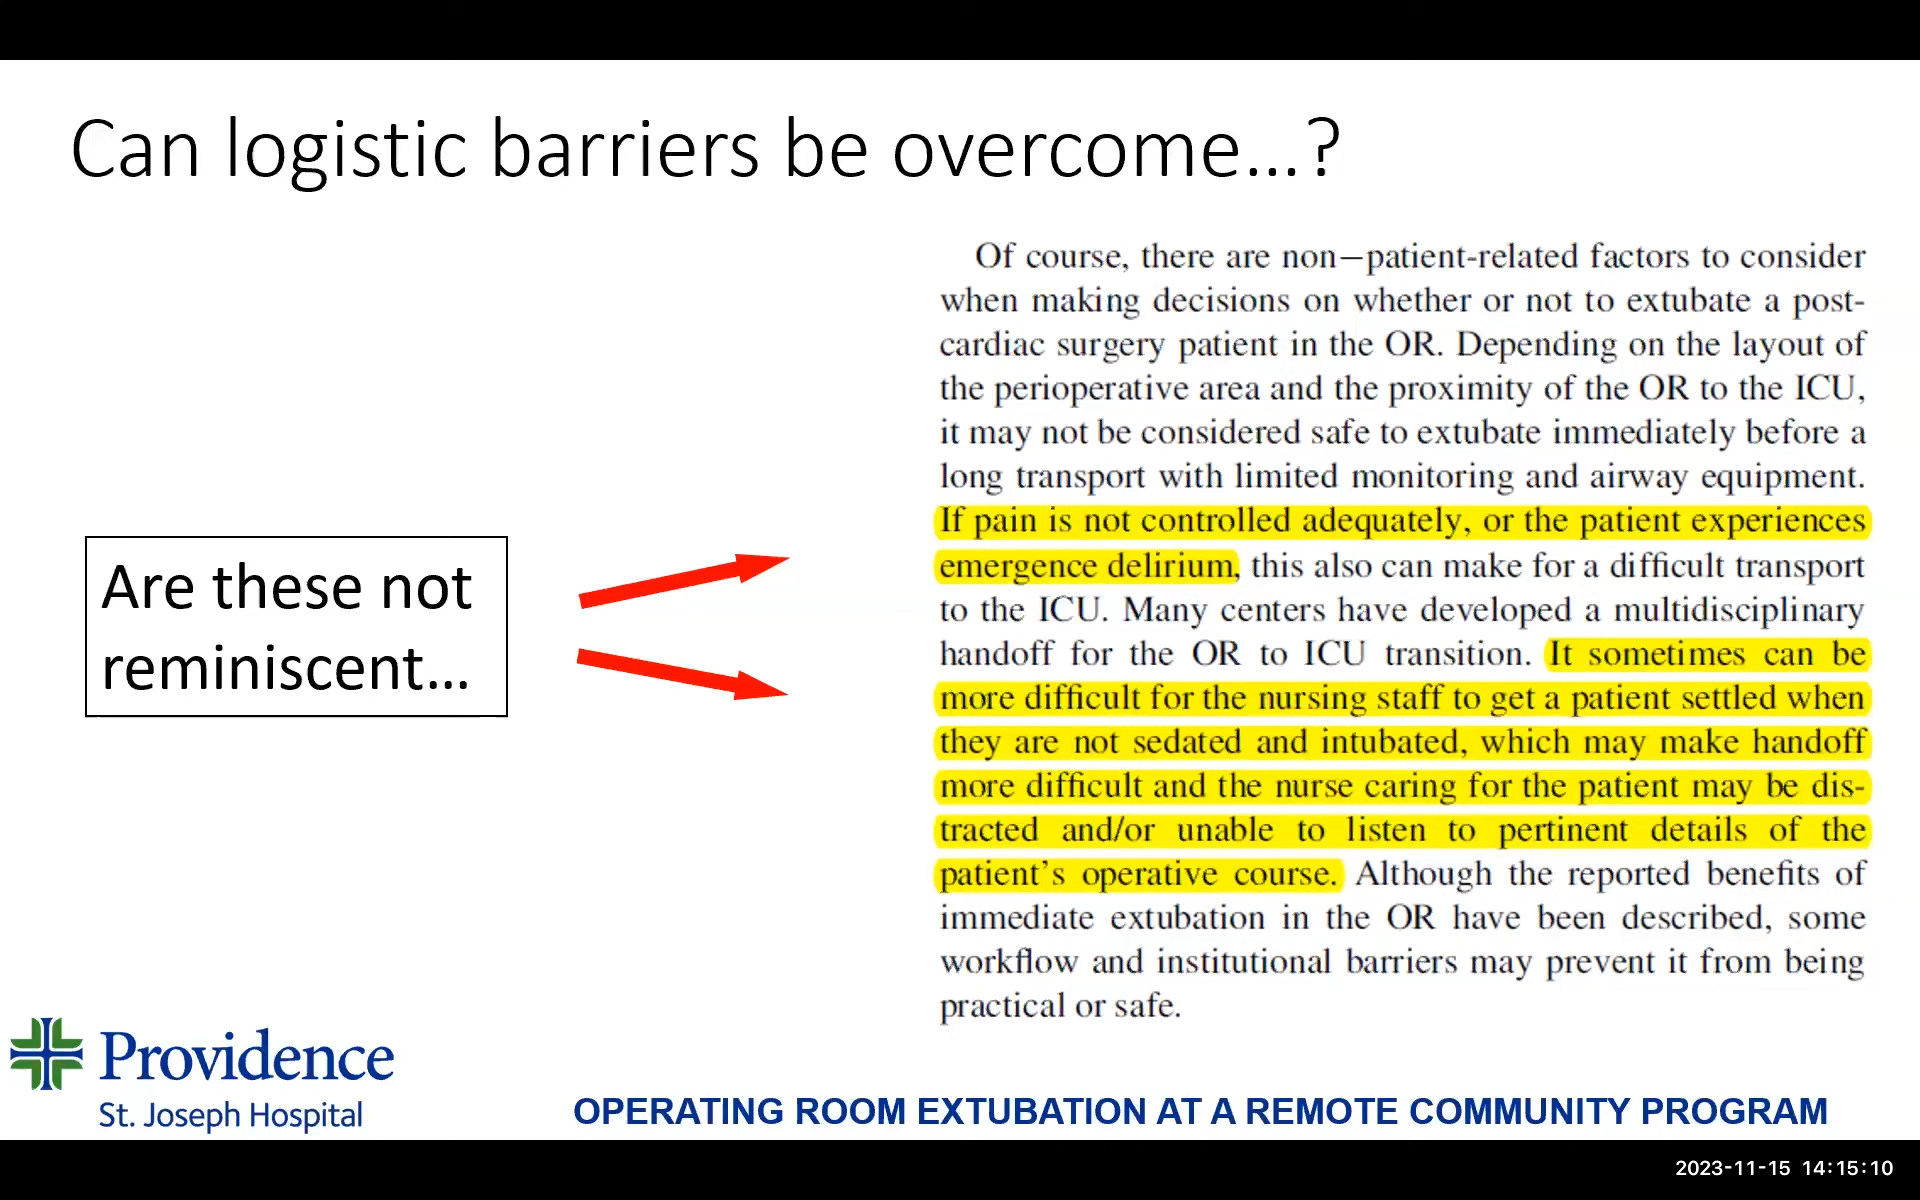 Can logistic barriers be overcome...?
Of course, there are non–patient-related factors to consider
when making decisions on whether or not to extubate a post-
cardiac surgery patient in the OR. Depending on the layout of
the perioperative area and the proximity of the OR to the ICU,
it may not be considered safe to extubate immediately before a
long transport with limited monitoring and airway equipment.
If pain is not controlled adequately, or the patient experiences
emergence delirium, this also can make for a difficult transport
to the ICU. Many centers have developed a multidisciplinary
handoff for the OR to ICU transition. It sometimes can be
more difficult for the nursing staff to get a patient settled when
they are not sedated and intubated, which may make handoff
more difficult and the nurse caring for the patient may be dis-
tracted and/or unable to listen to pertinent details of the
patient’s operative course. Although the reported benefits of
immediate extubation in the OR have been described, some
workflow and institutional barriers may prevent it from being
practical or safe.
Are these not
reminiscent...
Providence
St. Joseph Hospital
OPERATING ROOM EXTUBATION AT A REMOTE COMMUNITY PROGRAM
2023-11-15 14:15:10